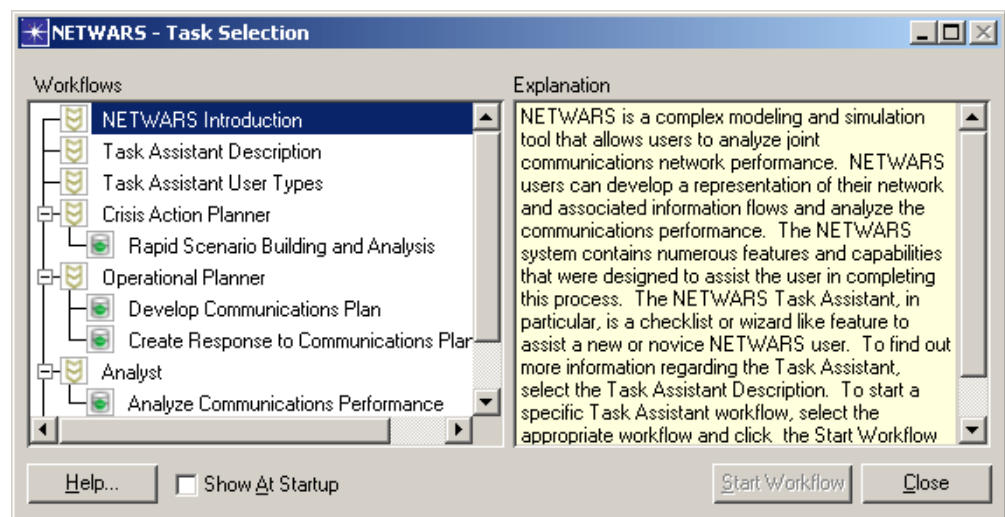 NETWARS - Task Selection
Workflows
NETWARS Introduction
Task Assistant Description
Task Assistant User Types
Crisis Action Planner
Rapid Scenario Building and Analysis
Operational Planner
Develop Communications Plan
Create Response to Communications Plan
Analyst
Analyze Communications Performance
Explanation
NETWARS is a complex modeling and simulation
tool that allows users to analyze joint
communications network performance.  NETWARS
users can develop a representation of their network
and associated information flows and analyze the
communications performance.  The NETWARS
system contains numerous features and capabilities
that were designed to assist the user in completing
this process.  The NETWARS Task Assistant, in
particular, is a checklist or wizard like feature to
assist a new or novice NETWARS user.  To find out
more information regarding the Task Assistant,
select the Task Assistant Description.  To start a
specific Task Assistant workflow, select the
appropriate workflow and click  the Start Workflow
Help...
Show At Startup
Start Workflow
Close